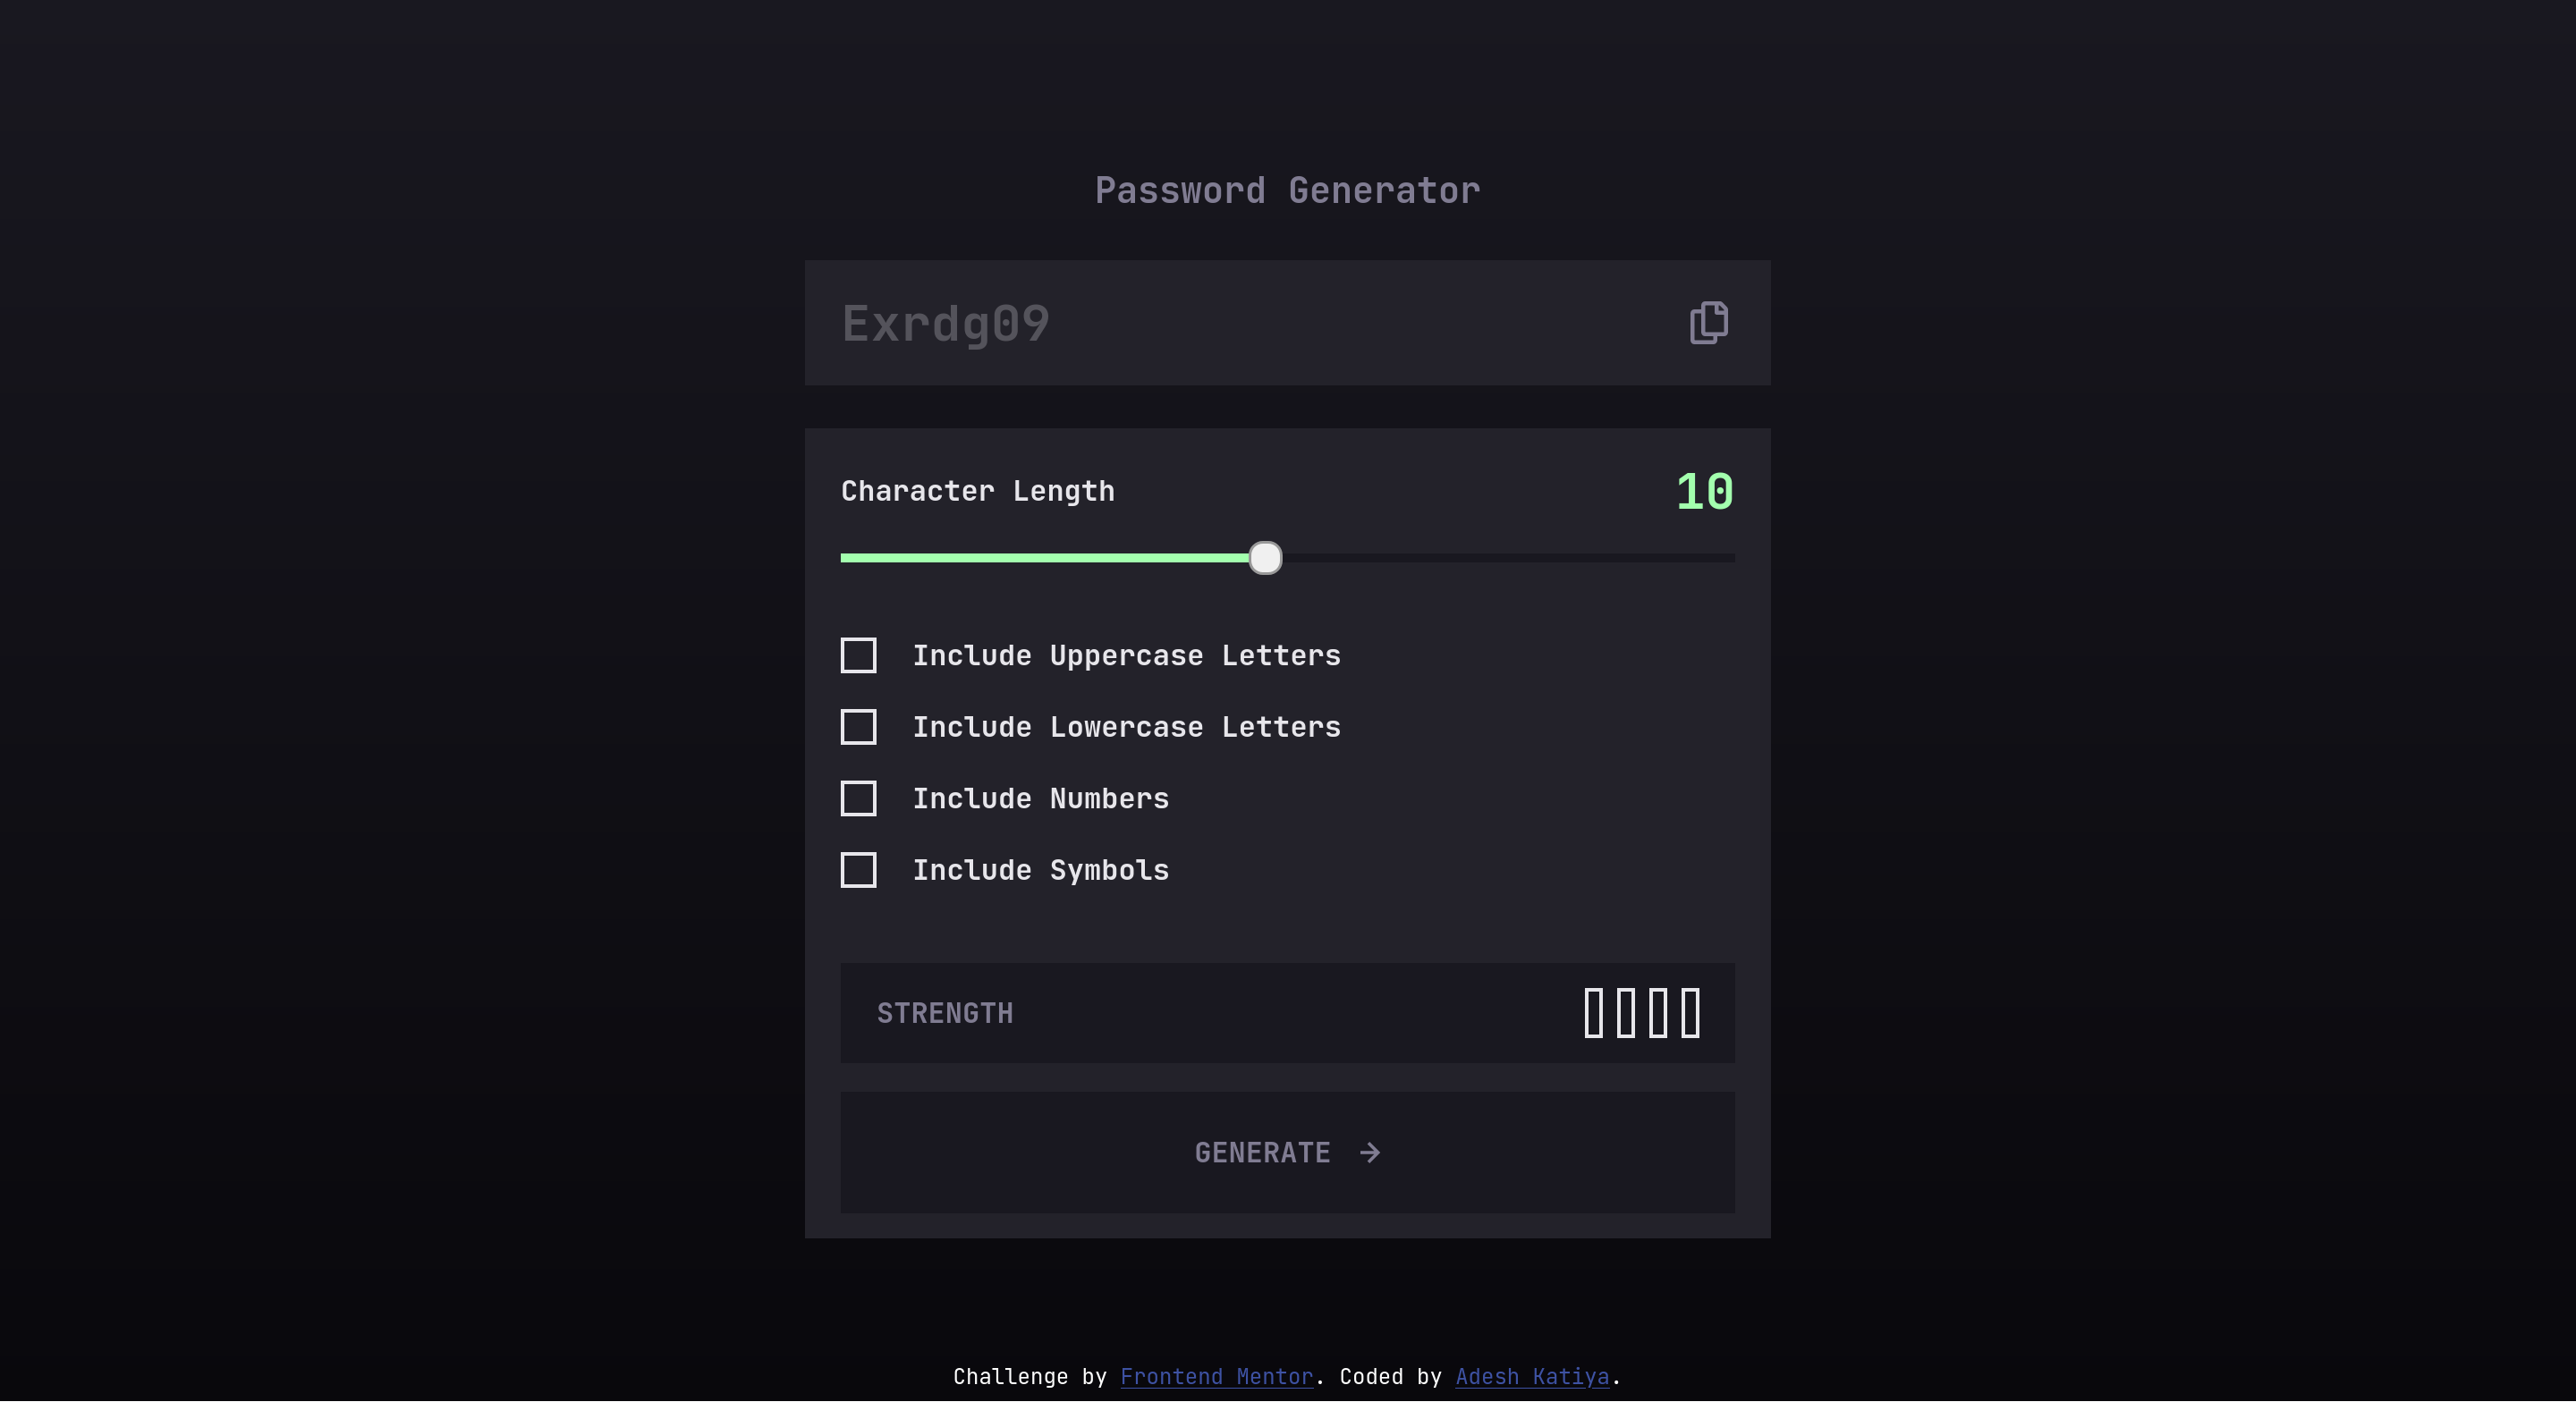 Password Generator
Exrdg09
Character Length 10
Include Uppercase Letters
Include Lowercase Letters
Include Numbers
Include Symbols
STRENGTH
GENERATE →
Challenge by Frontend Mentor. Coded by Adesh Katiya.